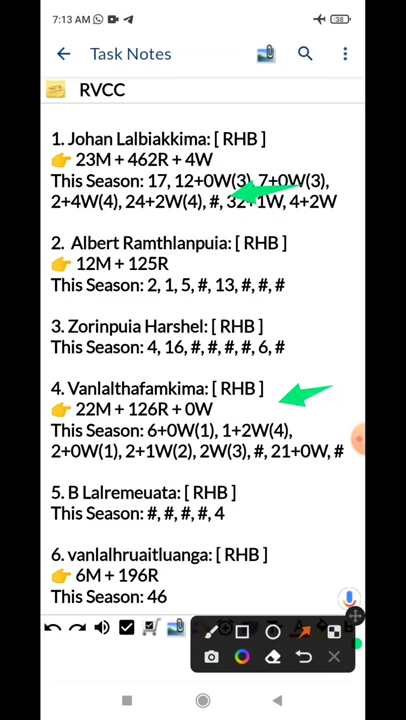 7:13 AM
38
Task Notes
RVCC
1. Johan Lalbiakkima: [ RHB ]
👉 23M + 462R + 4W
This Season: 17, 12+0W(3), 7+0W(3),
2+4W(4), 24+2W(4), #, 32+1W, 4+2W
2. Albert Ramthlanpuia: [ RHB ]
👉 12M + 125R
This Season: 2, 1, 5, #, 13, #, #, #
3. Zorinpuia Harshel: [ RHB ]
This Season: 4, 16, #, #, #, #, 6, #
4. Vanlalthafamkima: [ RHB ]
👉 22M + 126R + 0W
This Season: 6+0W(1), 1+2W(4),
2+0W(1), 2+1W(2), 2W(3), #, 21+0W, #
5. B Lalremeuata: [ RHB ]
This Season: #, #, #, #, 4
6. vanlalhruaitluanga: [ RHB ]
👉 6M + 196R
This Season: 46